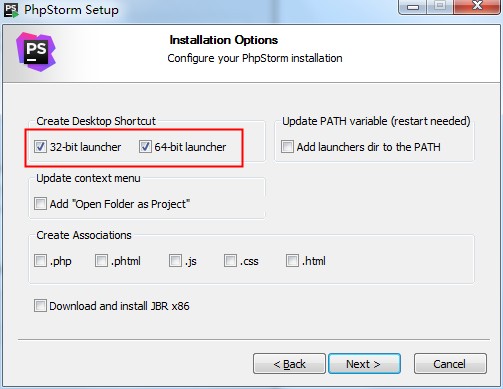 PS PhpStorm Setup
PS
Installation Options
Configure your PhpStorm installation
Create Desktop Shortcut
32-bit launcher 64-bit launcher
Update PATH variable (restart needed)
Add launchers dir to the PATH
Update context menu
Add "Open Folder as Project"
Create Associations
.php .phtml .js .css .html
Download and install JBR x86
< Back Next > Cancel